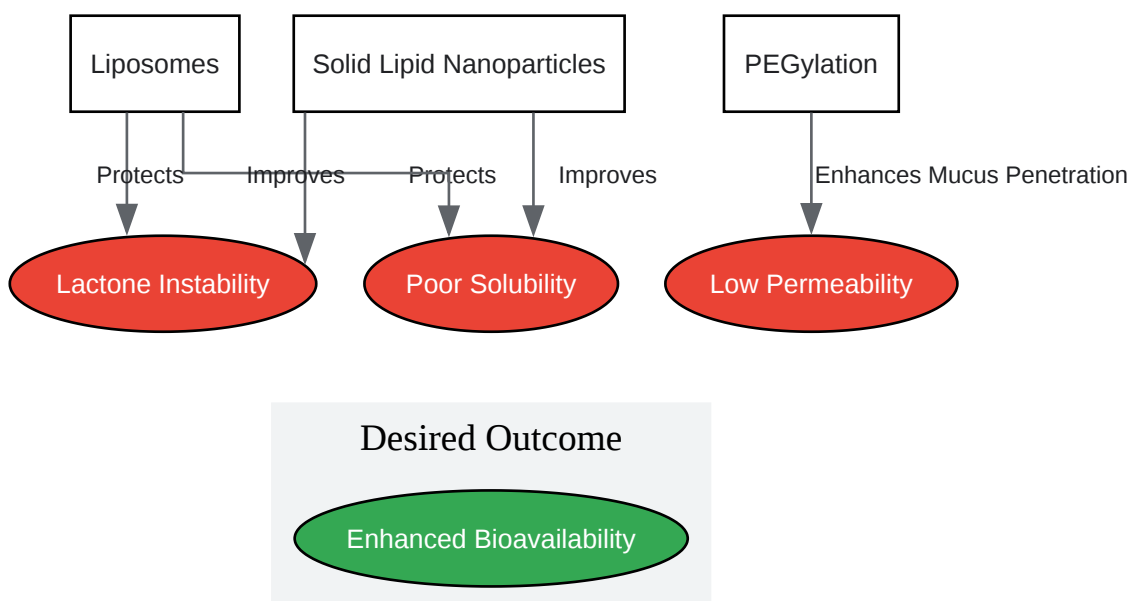 Liposomes
Solid Lipid Nanoparticles
PEGylation
Protects
Improves
Protects
Improves
Enhances Mucus Penetration
Lactone Instability
Poor Solubility
Low Permeability
Desired Outcome
Enhanced Bioavailability